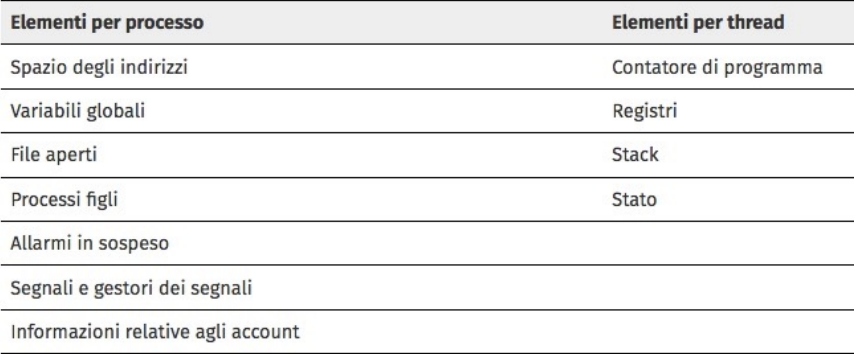 Elementi per processo Elementi per thread
Spazio degli indirizzi Contatore di programma
Variabili globali Registri
File aperti Stack
Processi figli Stato
Allarmi in sospeso
Segnali e gestori dei segnali
Informazioni relative agli account